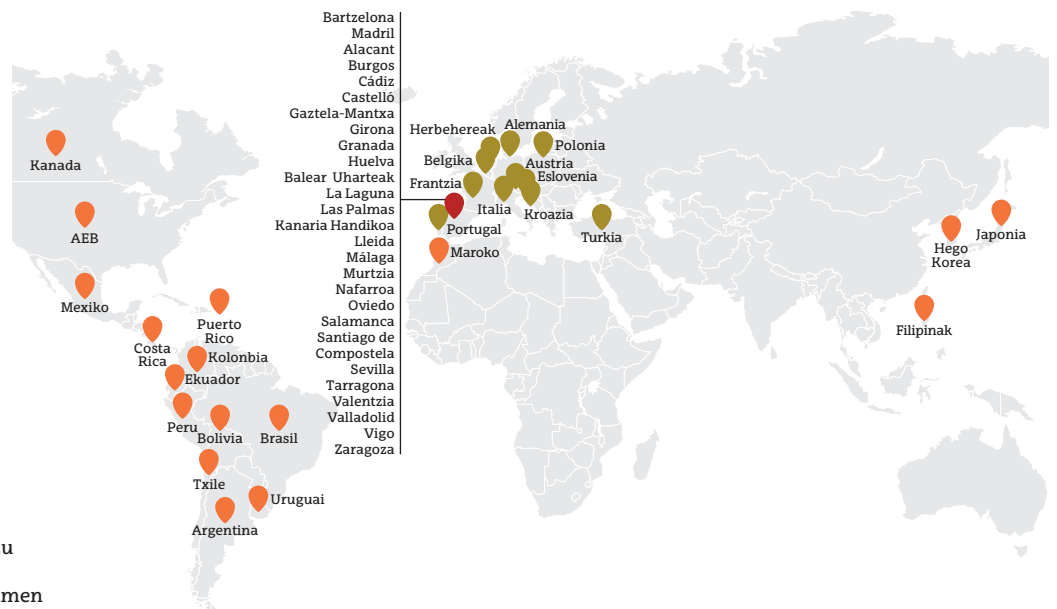 Bartzelona
Madril
Alacant
Burgos
Cádiz
Castelló
Gaztela-Mantxa
Girona
Granada
Huelva
Balear Uharteak
La Laguna
Las Palmas
Kanaria Handikoa
Lleida
Málaga
Murtzia
Nafarroa
Oviedo
Salamanca
Santiago de
Compostela
Sevilla
Tarragona
Valentzia
Valladolid
Vigo
Zaragoza
Kanada
AEB
Mexiko
Puerto
Rico
Costa
Rica
Kolonbia
Ekuador
Peru
Bolivia
Brasil
Txile
Uruguai
Argentina
Herbehereak
Alemania
Polonia
Belgika
Austria
Eslovenia
Frantzia
Italia
Kroazia
Portugal
Turkia
Maroko
Hego
Korea
Japonia
Filipinak
men